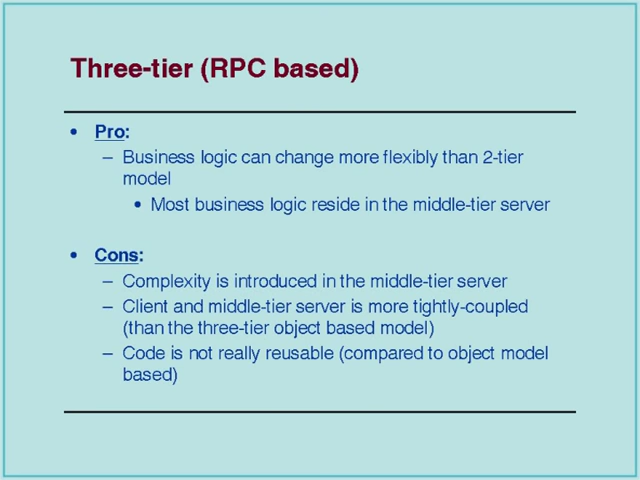 Three-tier (RPC based)
• Pro:
– Business logic can change more flexibly than 2-tier
model
• Most business logic reside in the middle-tier server
• Cons:
– Complexity is introduced in the middle-tier server
– Client and middle-tier server is more tightly-coupled
(than the three-tier object based model)
– Code is not really reusable (compared to object model
based)